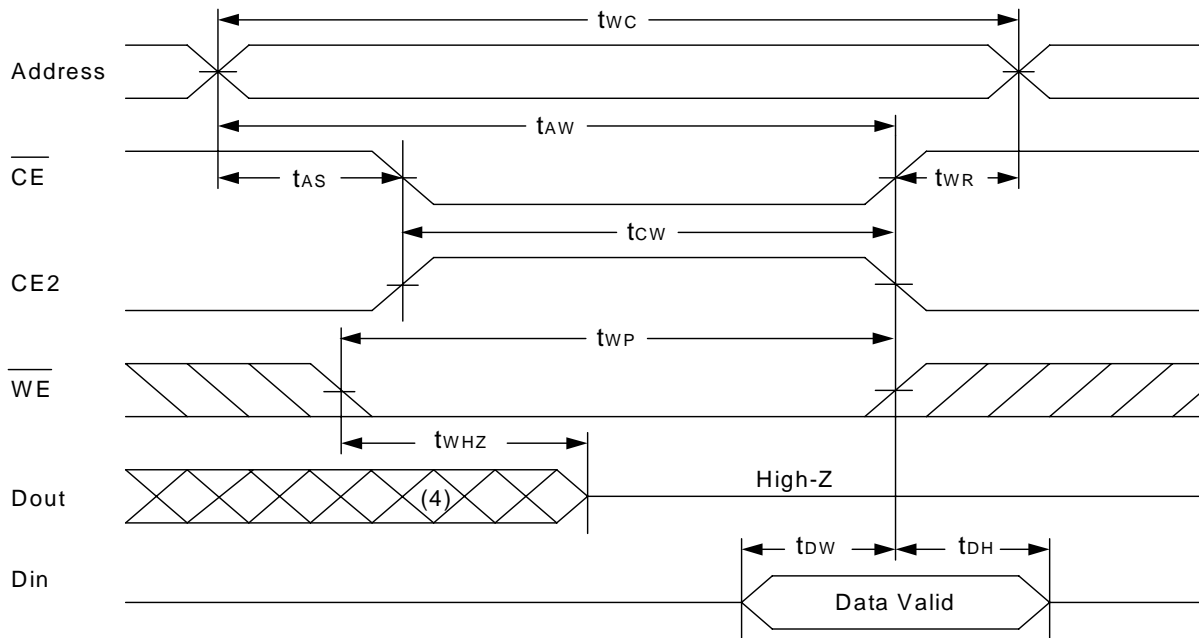 tWC
Address
tAW
CE
tAS
tWR
tCW
CE2
tWP
WE
tWHZ
Dout
(4)
High-Z
tDW
tDH
Din
Data Valid